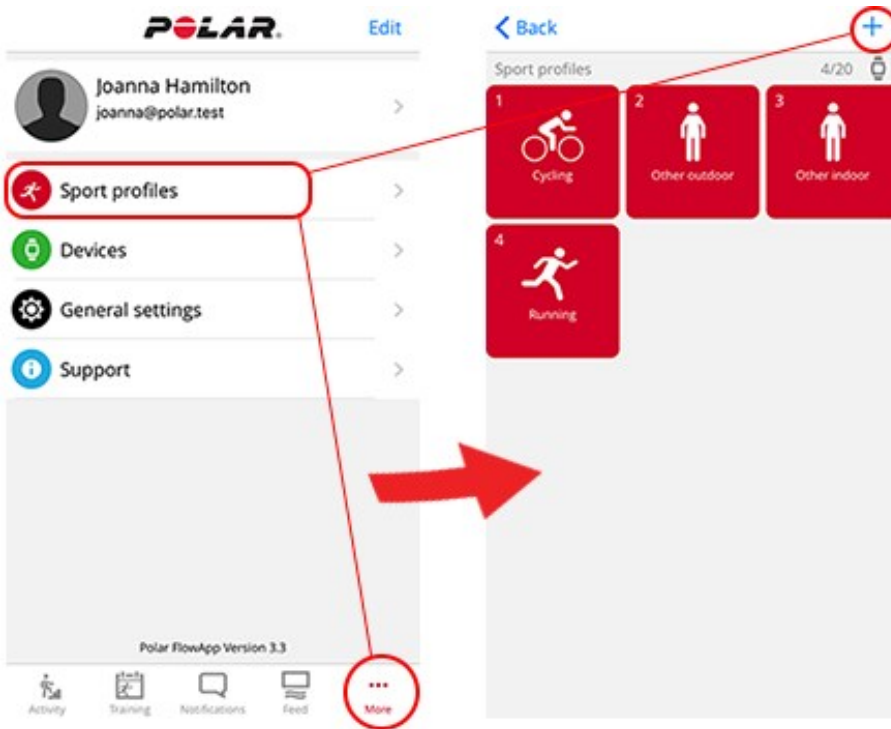 POLAR.
Edit
Joanna Hamilton
joanna@polar.test
Sport profiles
Devices
General settings
Support
Polar FlowApp Version 3.3
Activity
Training
Notifications
Feed
More
Back
Sport profiles
4/20
1
Cycling
2
Other outdoor
3
Other indoor
4
Running